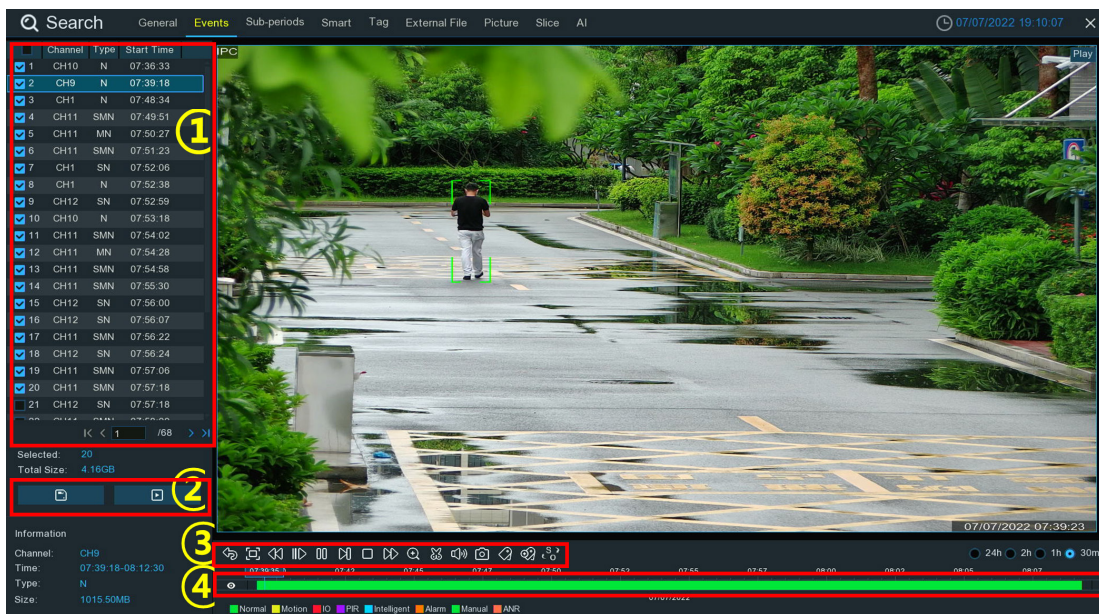 Search General Events Sub-periods Smart Tag External File Picture Slice AI 07/07/2022 19:10:07
Channel Type Start Time
1 CH10 N 07:36:33
2 CH9 N 07:39:18
3 CH1 N 07:48:34
4 CH11 SMN 07:49:51
5 CH11 MN 07:50:27
6 CH11 SMN 07:51:23
7 CH1 SN 07:52:06
8 CH1 N 07:52:38
9 CH12 SN 07:52:59
10 CH10 N 07:53:18
11 CH11 SMN 07:54:02
12 CH11 MN 07:54:28
13 CH11 SMN 07:54:58
14 CH11 SMN 07:55:30
15 CH12 SN 07:56:00
16 CH12 SN 07:56:07
17 CH11 SMN 07:56:22
18 CH12 SN 07:56:24
19 CH11 SMN 07:57:06
20 CH11 SMN 07:57:18
21 CH12 SN 07:57:18
1 /68
①
Selected: 20
Total Size: 4.16GB
②
Information
Channel: CH9
Time: 07:39:18-08:12:30
Type: N
Size: 1015.50MB
IPC
Play
07/07/2022 07:39:23
③
24h 2h 1h 30m
07:39:35 07:42 07:45 07:47 07:50 07:52 07:55 07:57 08:00 08:02 08:05 08:07
④
07/07/2022
Normal Motion IO PIR Intelligent Alarm Manual ANR